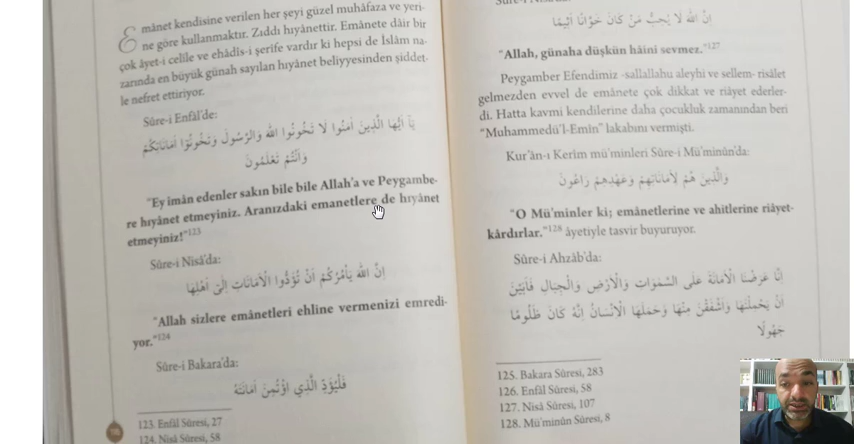 Emânet kendisine verilen her şeyi güzel muhâfaza ve yeri-
ne göre kullanmaktır. Zıddı hıyânettir. Emânete dâir bir
çok âyet-i celîle ve ehâdis-i şerife vardır ki hepsi de İslâm na-
zarında en büyük günah sayılan hıyânet beliyyesinden şiddet-
le nefret ettiriyor.
Sûre-i Enfâl'de:
يَآ اَيُّهَا الَّذِينَ اٰمَنُوا لَا تَخُونُوا اللّٰهَ وَالرَّسُولَ وَتَخُونُوٓا اَمَانَاتِكُمْ
وَاَنْتُمْ تَعْلَمُونَ
"Ey îmân edenler sakın bile bile Allah'a ve Peygambe-
re hıyânet etmeyiniz. Aranızdaki emanetlere de hıyânet
etmeyiniz!"123
Sûre-i Nisâ'da:
اِنَّ اللّٰهَ يَأْمُرُكُمْ اَنْ تُؤَدُّوا الْاَمَانَاتِ اِلٰٓى اَهْلِهَا
"Allah sizlere emânetleri ehline vermenizi emredi-
yor."124
Sûre-i Bakara'da:
فَلْيُؤَدِّ الَّذِي اؤْتُمِنَ اَمَانَتَهُ
123. Enfâl Sûresi, 27
124. Nisâ Sûresi, 58
اِنَّ اللّٰهَ لَا يُحِبُّ مَنْ كَانَ خَوَّانًا اَثِيمًا
"Allah, günaha düşkün hâini sevmez."127
Peygamber Efendimiz -sallallahu aleyhi ve sellem- risâlet
gelmezden evvel de emânete çok dikkat ve riâyet ederler-
di. Hatta kavmi kendilerine daha çocukluk zamanından beri
"Muhammedü'l-Emîn" lakabını vermişti.
Kur'ân-ı Kerîm mü'minleri Sûre-i Mü'minûn'da:
وَالَّذِينَ هُمْ لِاَمَانَاتِهِمْ وَعَهْدِهِمْ رَاعُونَ
"O Mü'minler ki; emânetlerine ve ahitlerine riâyet-
kârdırlar."128 âyetiyle tasvir buyuruyor.
Sûre-i Ahzâb'da:
اِنَّا عَرَضْنَا الْاَمَانَةَ عَلَى السَّمٰوَاتِ وَالْاَرْضِ وَالْجِبَالِ فَاَبَيْنَ
اَنْ يَحْمِلْنَهَا وَاَشْفَقْنَ مِنْهَا وَحَمَلَهَا الْاِنْسَانُ اِنَّهُ كَانَ ظَلُومًا
جَهُولًا
125. Bakara Sûresi, 283
126. Enfâl Sûresi, 58
127. Nisâ Sûresi, 107
128. Mü'minûn Sûresi, 8